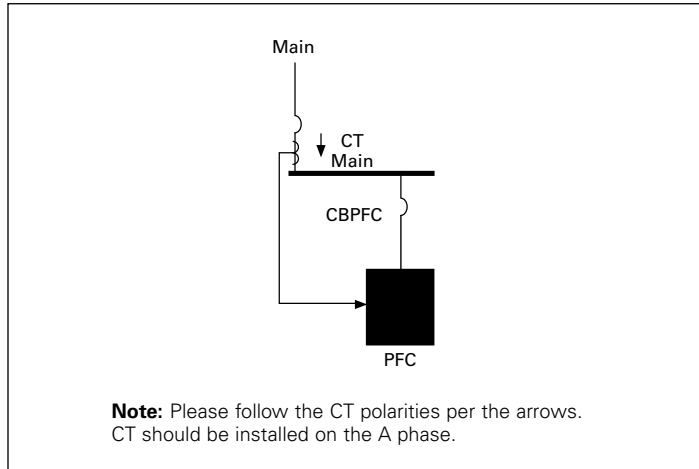 Main
CT
Main
CBPFC
PFC
Note: Please follow the CT polarities per the arrows.
CT should be installed on the A phase.